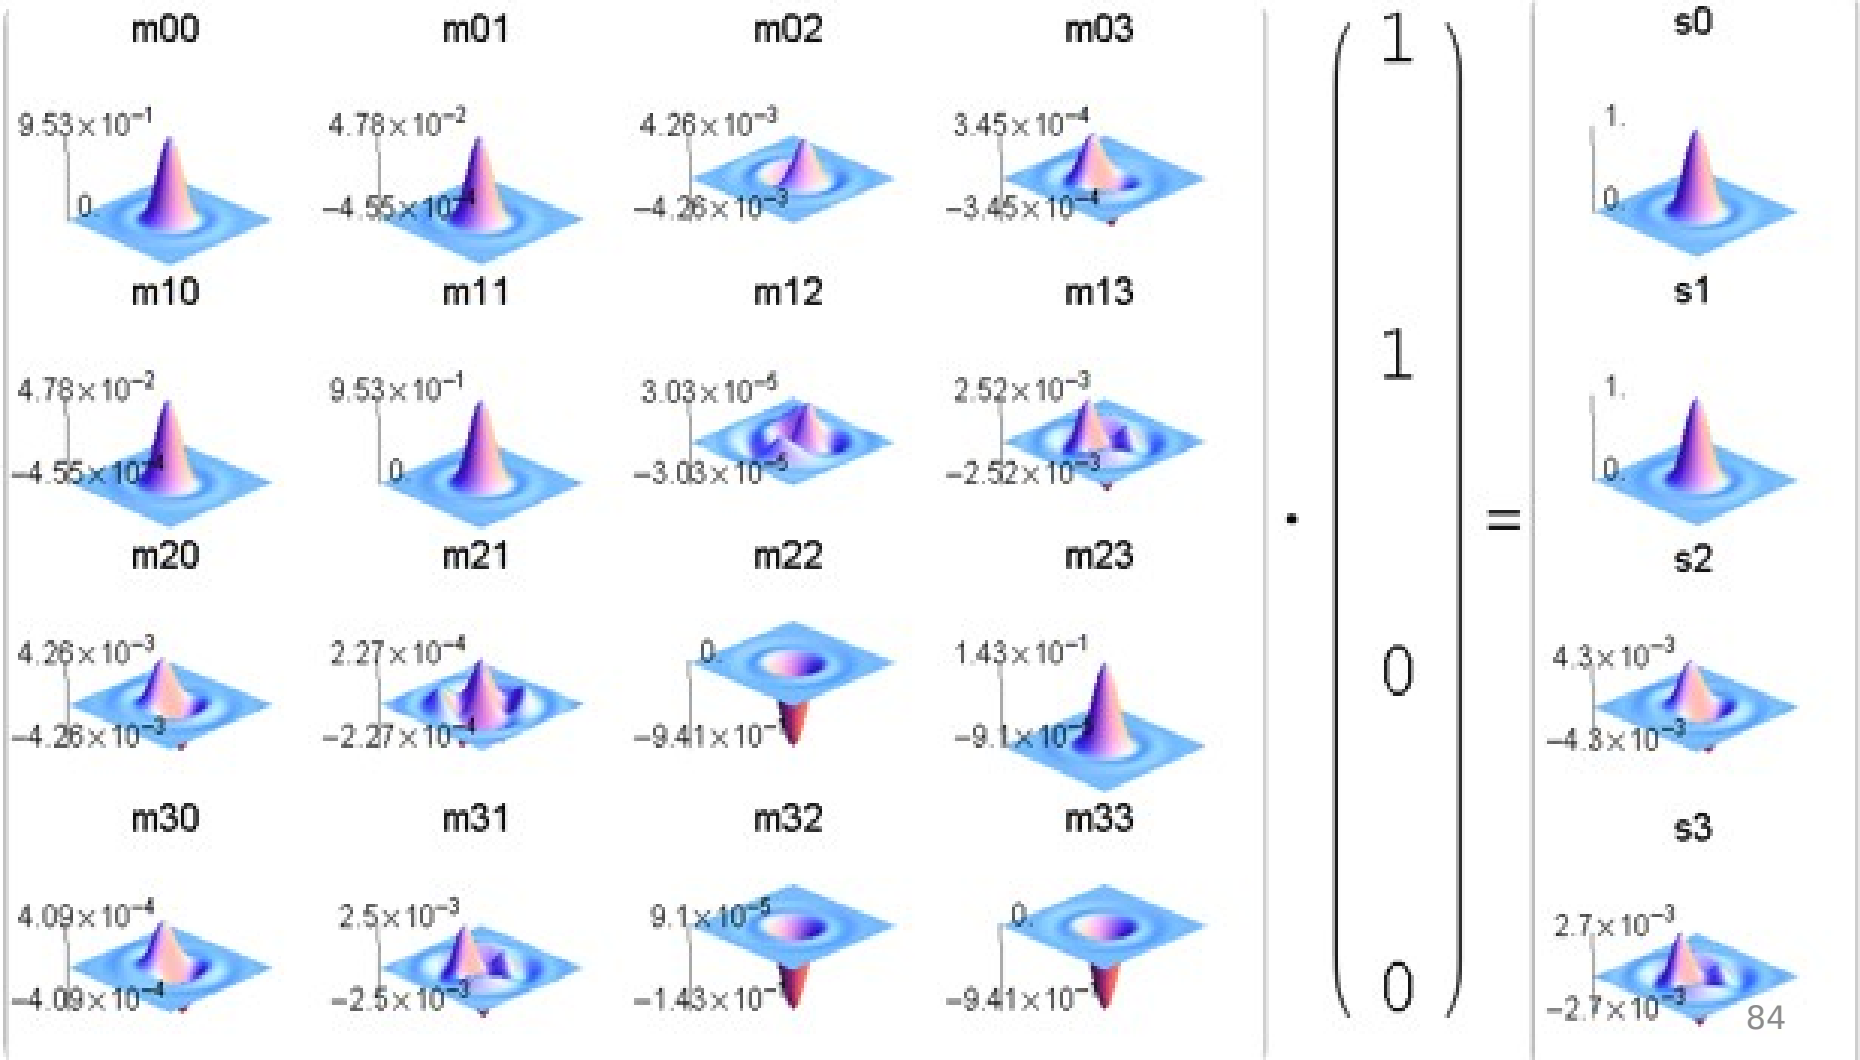 m00 m01 m02 m03 1 s0
9.53×10⁻¹ 4.78×10⁻² 4.26×10⁻³ 3.45×10⁻⁴ 1.
0. −4.26×10⁻³ −3.45×10⁻⁴ 0.
m10 m11 m12 m13 1 s1
4.78×10⁻² 9.53×10⁻¹ 3.03×10⁻⁵ 2.52×10⁻³ 1.
0. −3.03×10⁻⁵ −2.52×10⁻³ 0.
· =
m20 m21 m22 m23 0 s2
4.26×10⁻³ 2.27×10⁻⁴ 0. 1.43×10⁻¹ 4.3×10⁻³
−4.26×10⁻³ −2.27×10⁻⁴ −4.3×10⁻³
m30 m31 m32 m33 0 s3
4.09×10⁻⁴ 2.5×10⁻³ 9.1×10⁻⁵ 0. 2.7×10⁻³
−4.09×10⁻⁴ −2.5×10⁻³ −2.7×10⁻³
84